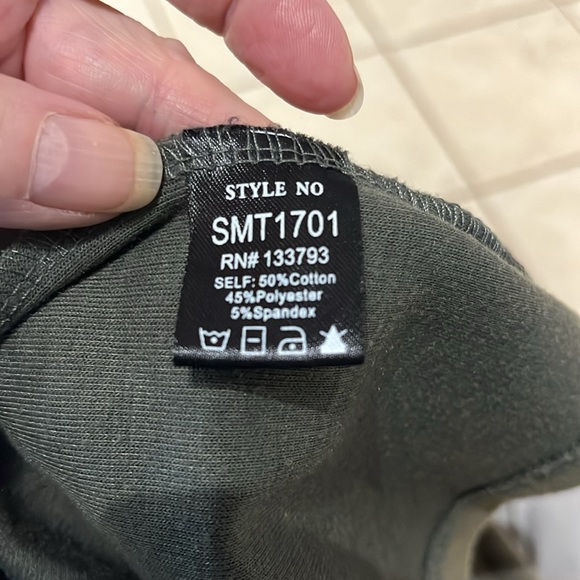 STYLE NO
SMT1701
RN# 133793
SELF: 50%Cotton
45%Polyester
5%Spandex